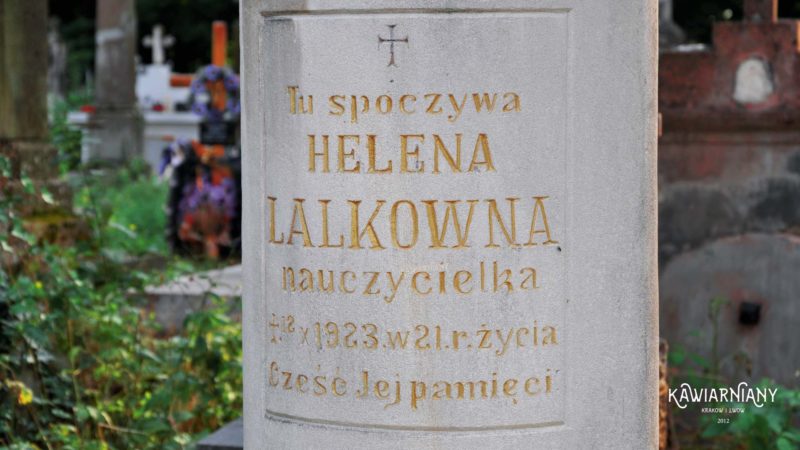 Tu spoczywa
HELENA
LALKOWNA
nauczycielka
†12 X 1923. w 21. r. życia
Cześć Jej pamięci
KAWIARNIANY
KRAKÓW I LWÓW
2012